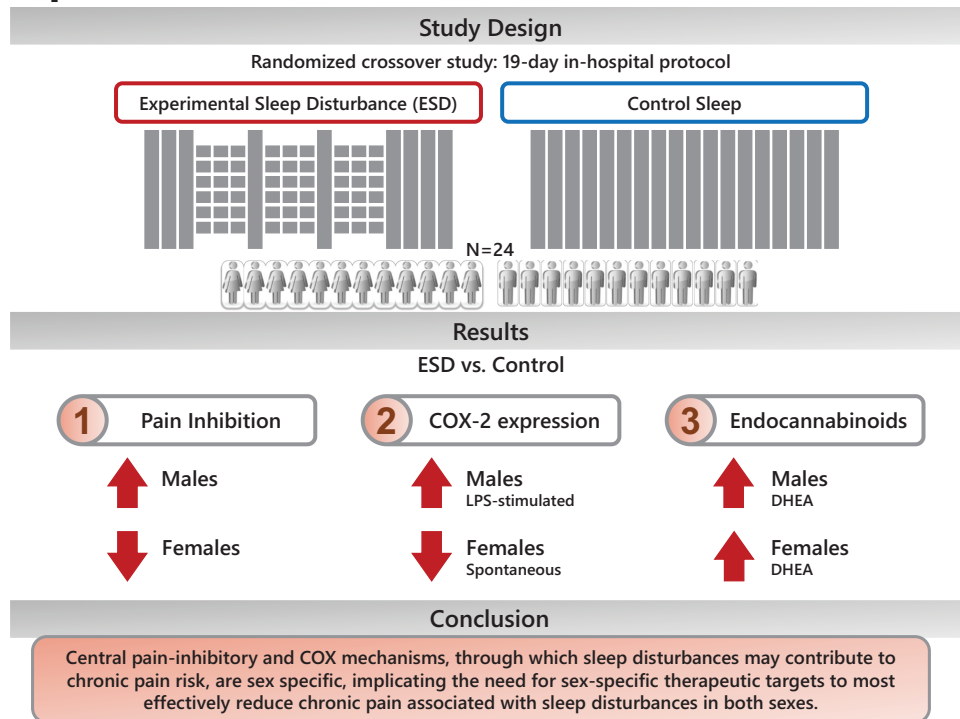 Study Design
Randomized crossover study: 19-day in-hospital protocol
Experimental Sleep Disturbance (ESD)
Control Sleep
N=24
Results
ESD vs. Control
1 Pain Inhibition
Males
Females
2 COX-2 expression
Males
LPS-stimulated
Females
Spontaneous
3 Endocannabinoids
Males
DHEA
Females
DHEA
Conclusion
Central pain-inhibitory and COX mechanisms, through which sleep disturbances may contribute to
chronic pain risk, are sex specific, implicating the need for sex-specific therapeutic targets to most
effectively reduce chronic pain associated with sleep disturbances in both sexes.